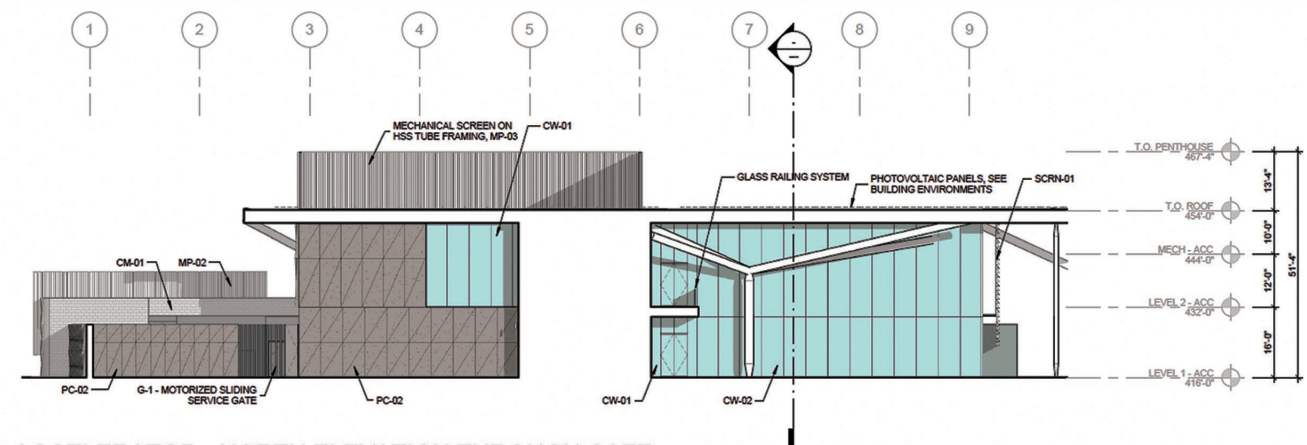 1 2 3 4 5 6 7 8 9
-
--
MECHANICAL SCREEN ON
HSS TUBE FRAMING, MP-03
CW-01
GLASS RAILING SYSTEM
PHOTOVOLTAIC PANELS, SEE
BUILDING ENVIRONMENTS
SCRN-01
T.O. PENTHOUSE
467'-4"
13'-4"
T.O. ROOF
454'-0"
10'-0"
MECH - ACC
444'-0"
51'-4"
CM-01
MP-02
12'-0"
LEVEL 2 - ACC
432'-0"
16'-0"
LEVEL 1 - ACC
416'-0"
PC-02
G-1 - MOTORIZED SLIDING
SERVICE GATE
PC-02
CW-01
CW-02